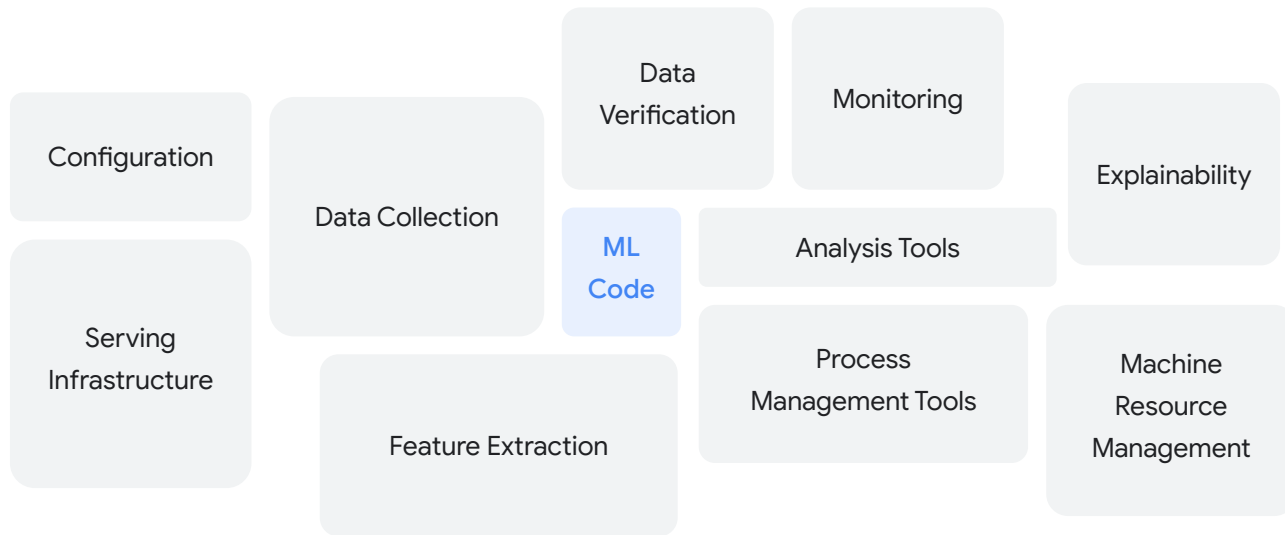 Configuration
Serving
Infrastructure
Data Collection
Feature Extraction
Data
Verification
ML
Code
Monitoring
Analysis Tools
Process
Management Tools
Explainability
Machine
Resource
Management